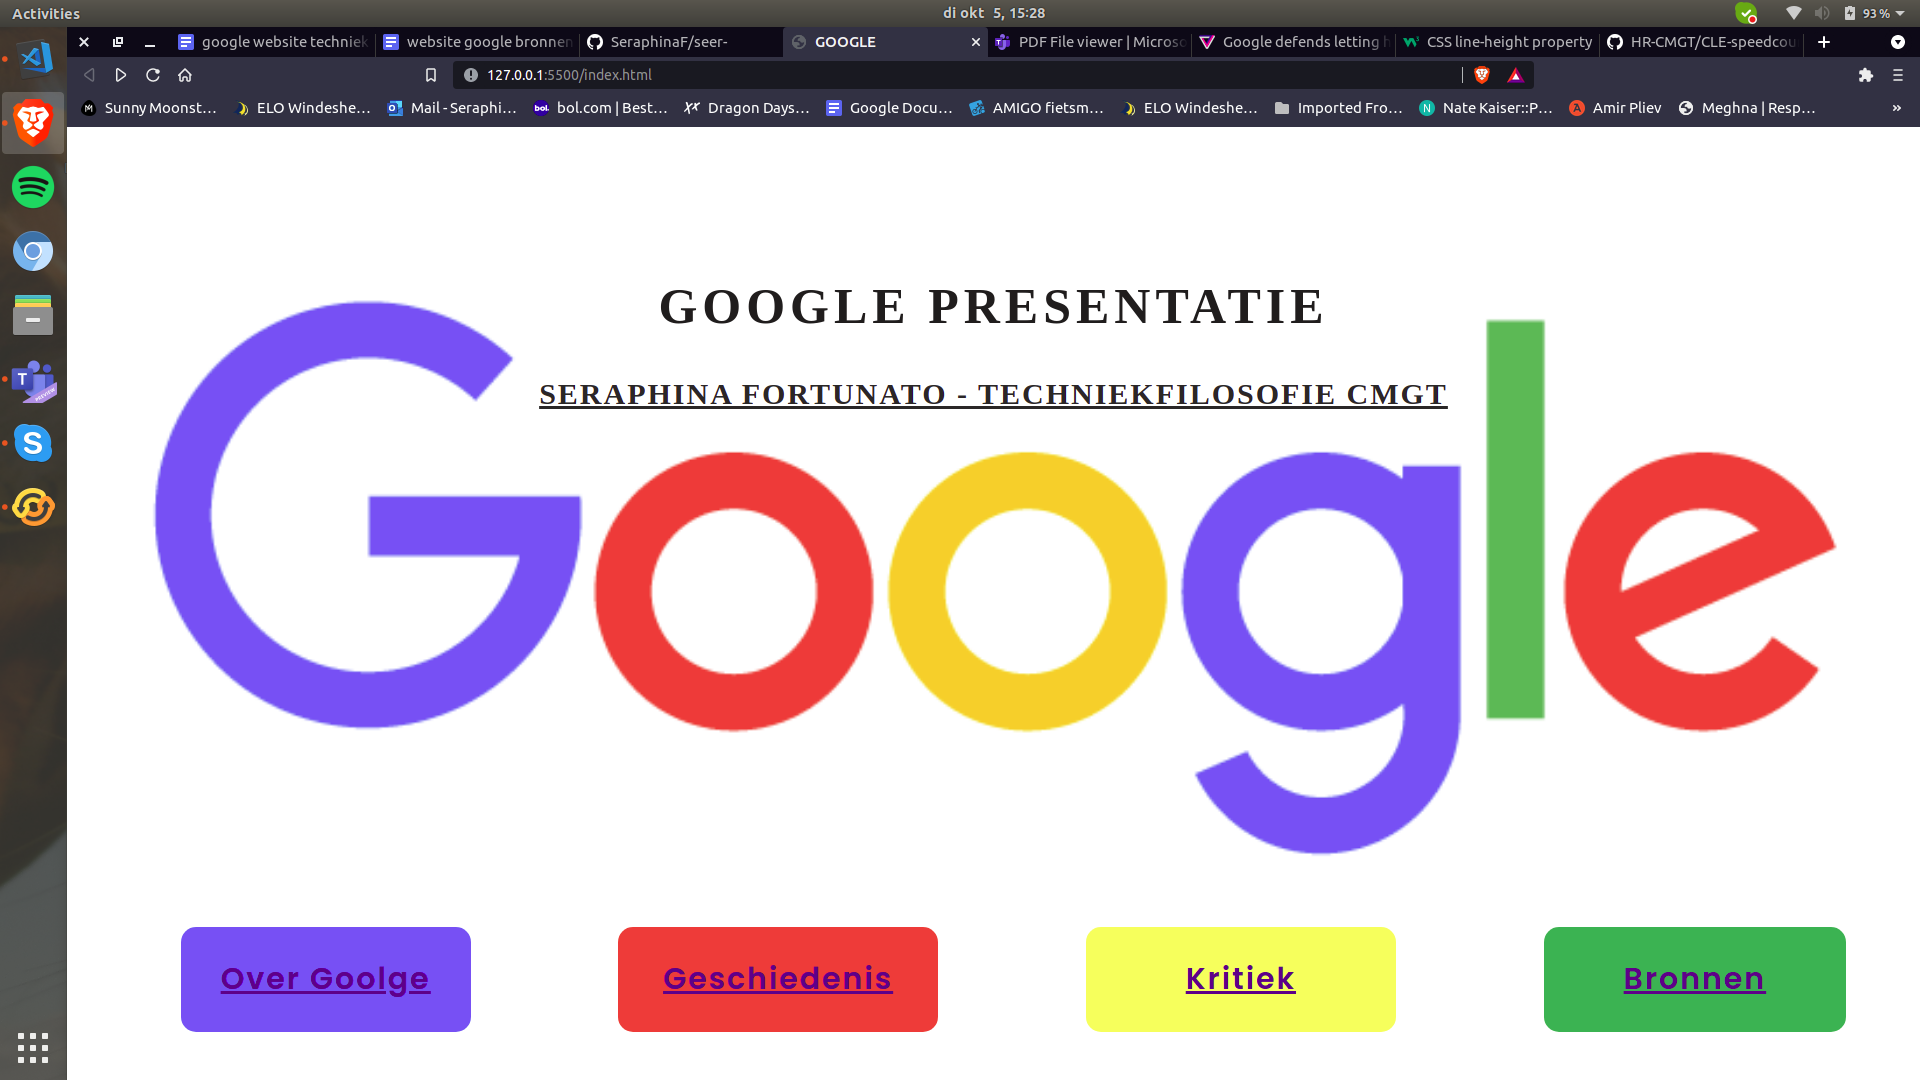 Activities
di okt 5, 15:28
93 %
google website techniek
website google bronnen
SeraphinaF/seer-
GOOGLE
PDF File viewer | Microso
Google defends letting h
CSS line-height property
HR-CMGT/CLE-speedcou
127.0.0.1:5500/index.html
Sunny Moonst…
ELO Windeshe…
Mail - Seraphi…
bol.com | Best…
Dragon Days…
Google Docu…
AMIGO fietsm…
ELO Windeshe…
Imported Fro…
Nate Kaiser::P…
Amir Pliev
Meghna | Resp…
»
GOOGLE PRESENTATIE
SERAPHINA FORTUNATO - TECHNIEKFILOSOFIE CMGT
Google
Over Goolge
Geschiedenis
Kritiek
Bronnen